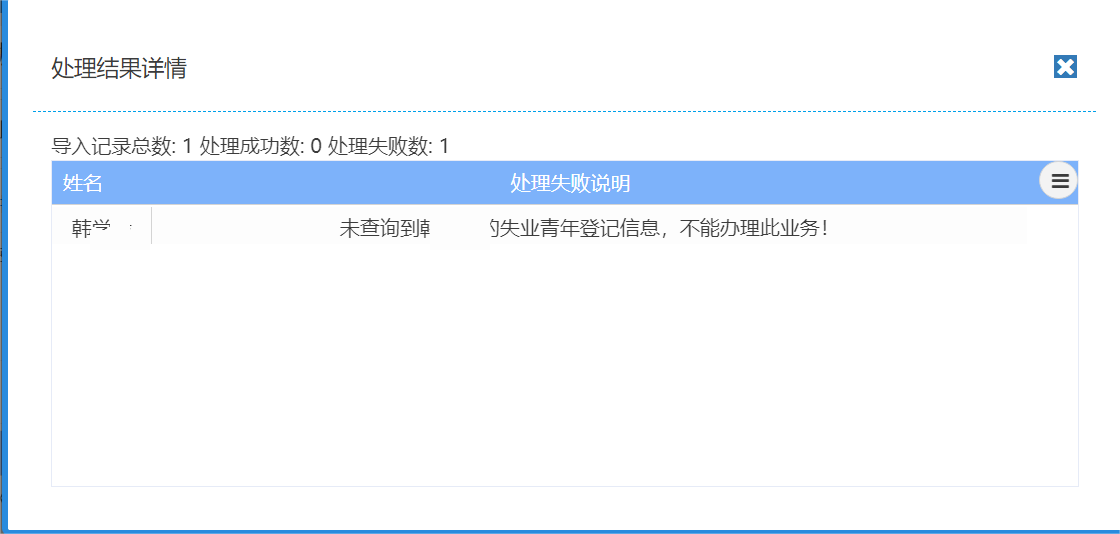 处理结果详情
导入记录总数: 1 处理成功数: 0 处理失败数: 1
姓名 处理失败说明
韩学 未查询到韩 的失业青年登记信息，不能办理此业务！